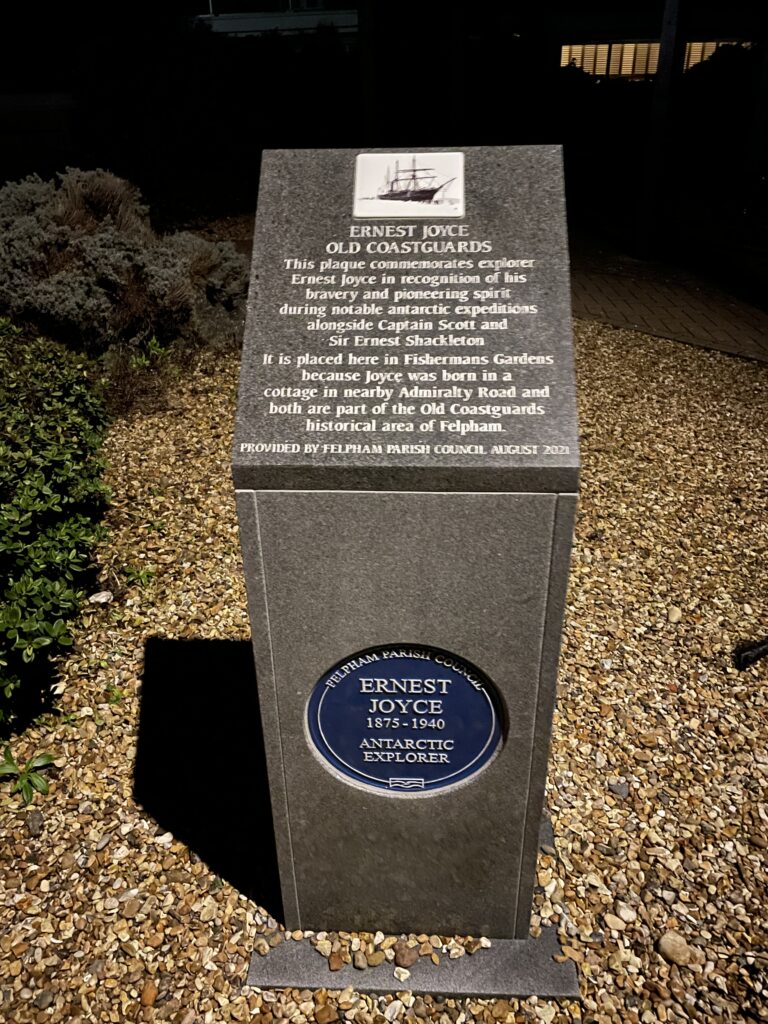 ERNEST JOYCE
OLD COASTGUARDS
This plaque commemorates explorer
Ernest Joyce in recognition of his
bravery and pioneering spirit
during notable antarctic expeditions
alongside Captain Scott and
Sir Ernest Shackleton
It is placed here in Fishermans Gardens
because Joyce was born in a
cottage in nearby Admiralty Road and
both are part of the Old Coastguards
historical area of Felpham.
PROVIDED BY FELPHAM PARISH COUNCIL AUGUST 2021
FELPHAM PARISH COUNCIL
ERNEST
JOYCE
1875 - 1940
ANTARCTIC
EXPLORER